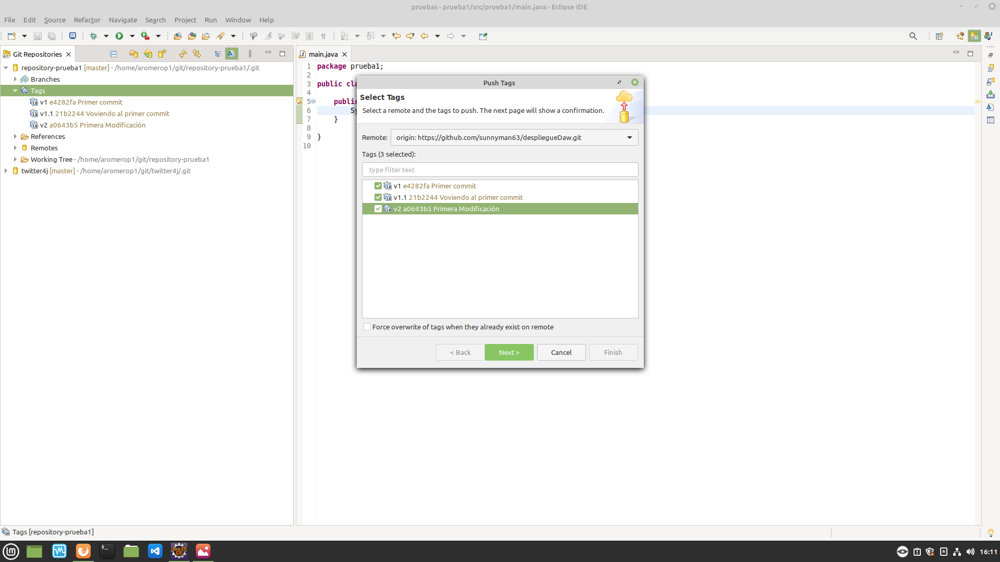 pruebas - prueba1/src/prueba1/main.java - Eclipse IDE
File Edit Source Refactor Navigate Search Project Run Window Help
Git Repositories
main.java
repository-prueba1 [master] - /home/aromerop1/git/repository-prueba1/.git
Branches
Tags
v1 e4282fa Primer commit
v1.1 21b2244 Voviendo al primer commit
v2 a0643b5 Primera Modificación
References
Remotes
Working Tree - /home/aromerop1/git/repository-prueba1
twitter4j [master] - /home/aromerop1/git/twitter4j/.git
1 package prueba1;
2
3 public cla
4
5 public
6 Sy
7 }
8
9 }
10
Push Tags
Select Tags
Select a remote and the tags to push. The next page will show a confirmation.
Remote: origin: https://github.com/sunnyman63/despliegueDaw.git
Tags (3 selected):
type filter text
v1 e4282fa Primer commit
v1.1 21b2244 Voviendo al primer commit
v2 a0643b5 Primera Modificación
Force overwrite of tags when they already exist on remote
< Back Next > Cancel Finish
Tags [repository-prueba1]
Java EE
IDE
16:11